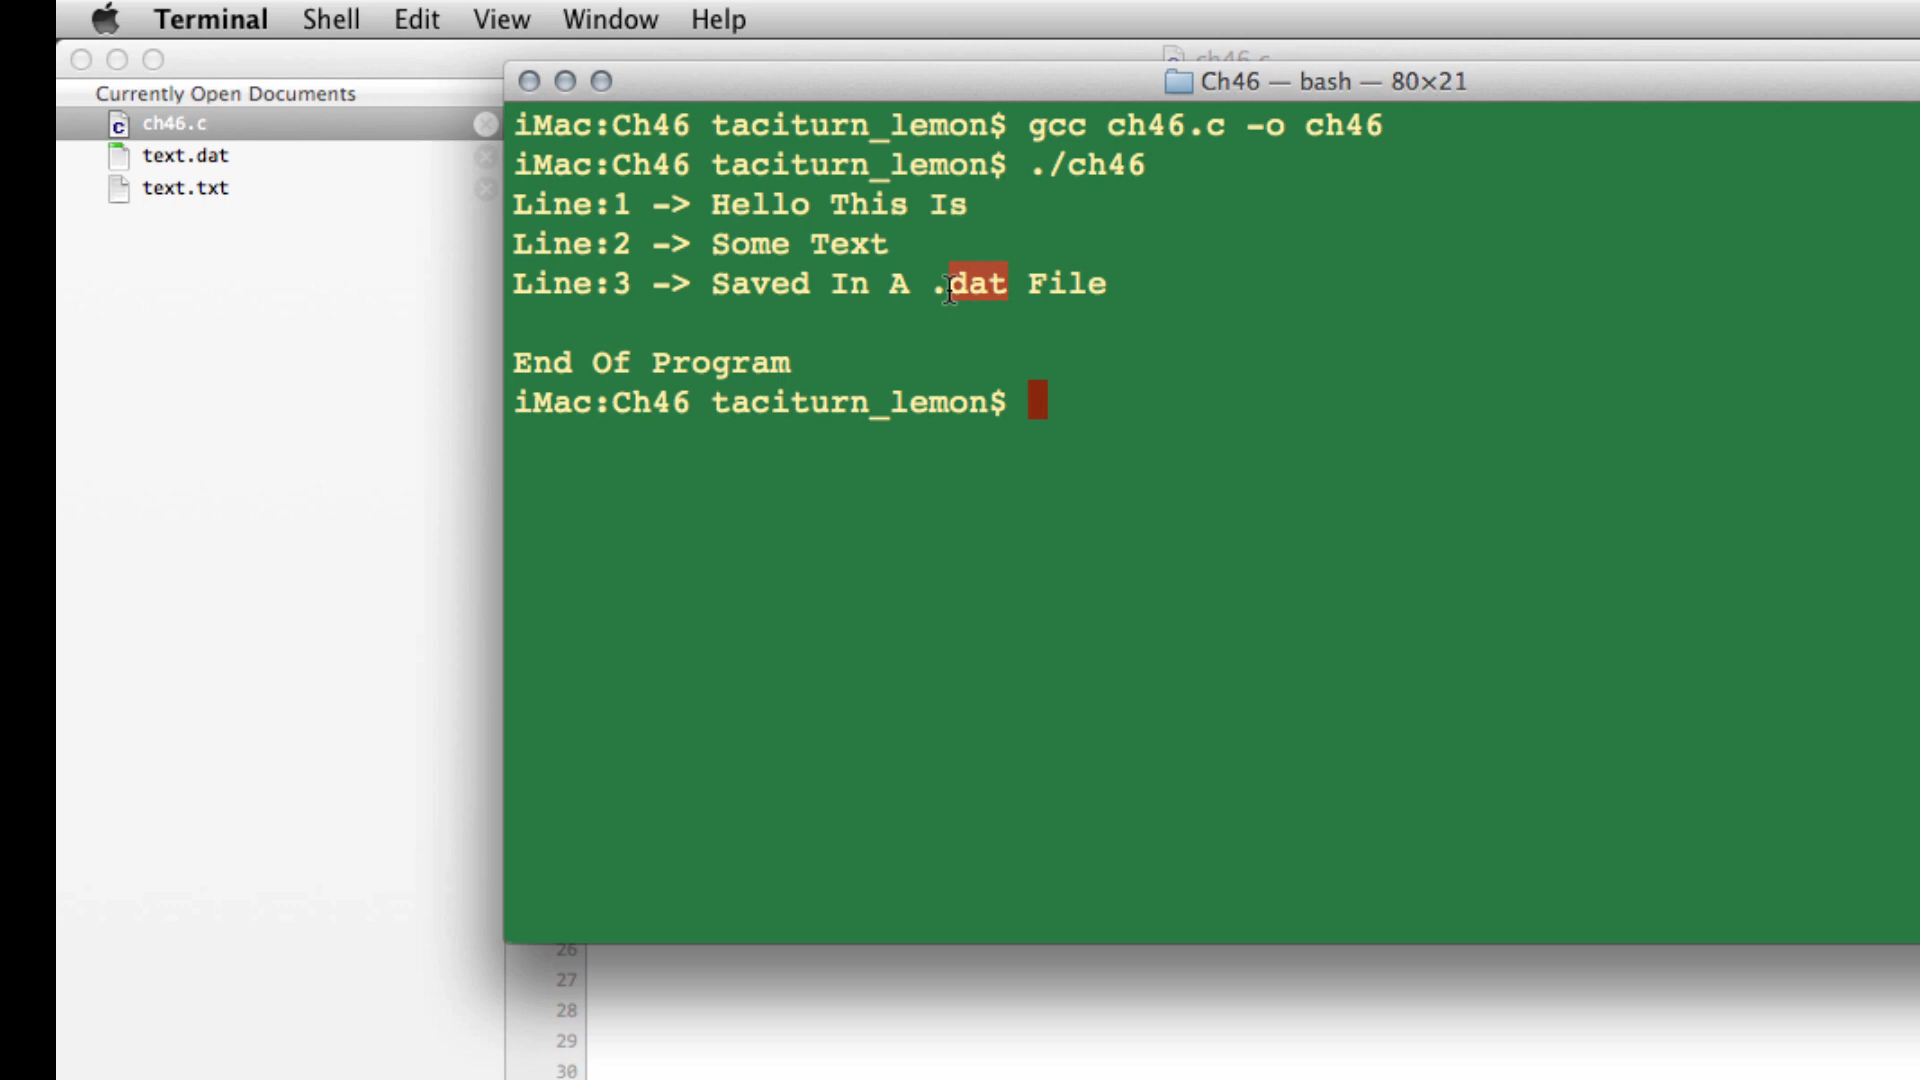 Terminal Shell Edit View Window Help
ch46.c
Currently Open Documents
ch46.c
text.dat
text.txt
Ch46 — bash — 80×21
iMac:Ch46 taciturn_lemon$ gcc ch46.c -o ch46
iMac:Ch46 taciturn_lemon$ ./ch46
Line:1 -> Hello This Is
Line:2 -> Some Text
Line:3 -> Saved In A .dat File
End Of Program
iMac:Ch46 taciturn_lemon$
26
27
28
29
30